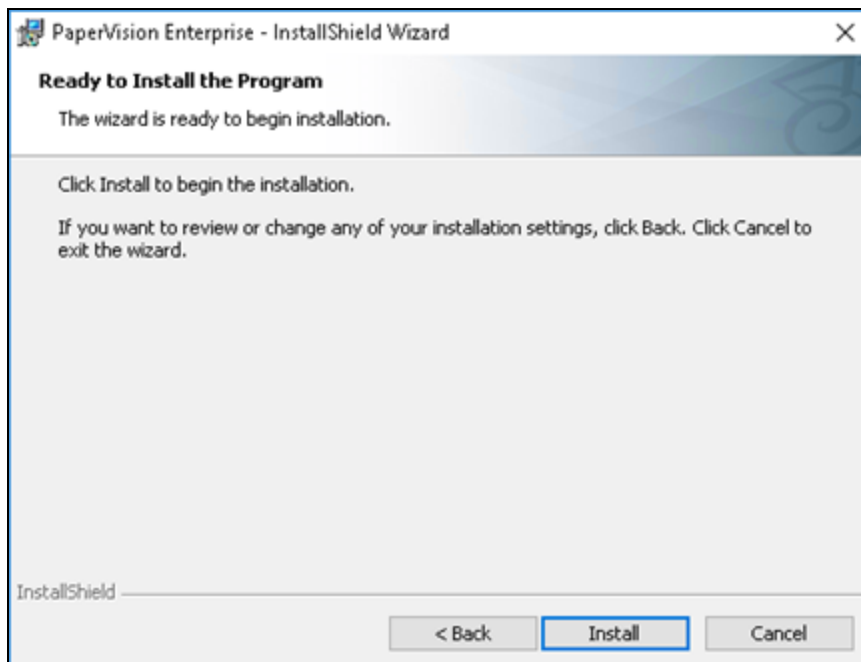 PaperVision Enterprise - InstallShield Wizard
Ready to Install the Program
The wizard is ready to begin installation.
Click Install to begin the installation.
If you want to review or change any of your installation settings, click Back. Click Cancel to
exit the wizard.
InstallShield
< Back
Install
Cancel